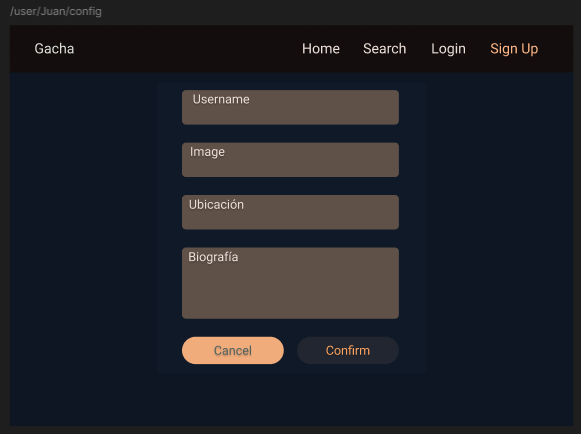 /user/Juan/config
Gacha Home Search Login Sign Up
Username
Image
Ubicación
Biografía
Cancel Confirm